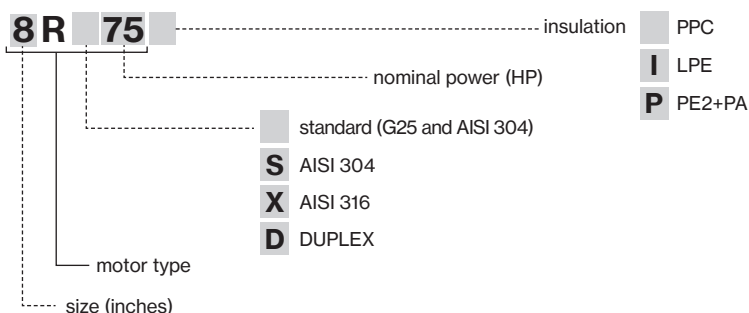 8 R 75
insulation
PPC
I LPE
P PE2+PA
nominal power (HP)
standard (G25 and AISI 304)
S AISI 304
X AISI 316
D DUPLEX
motor type
size (inches)